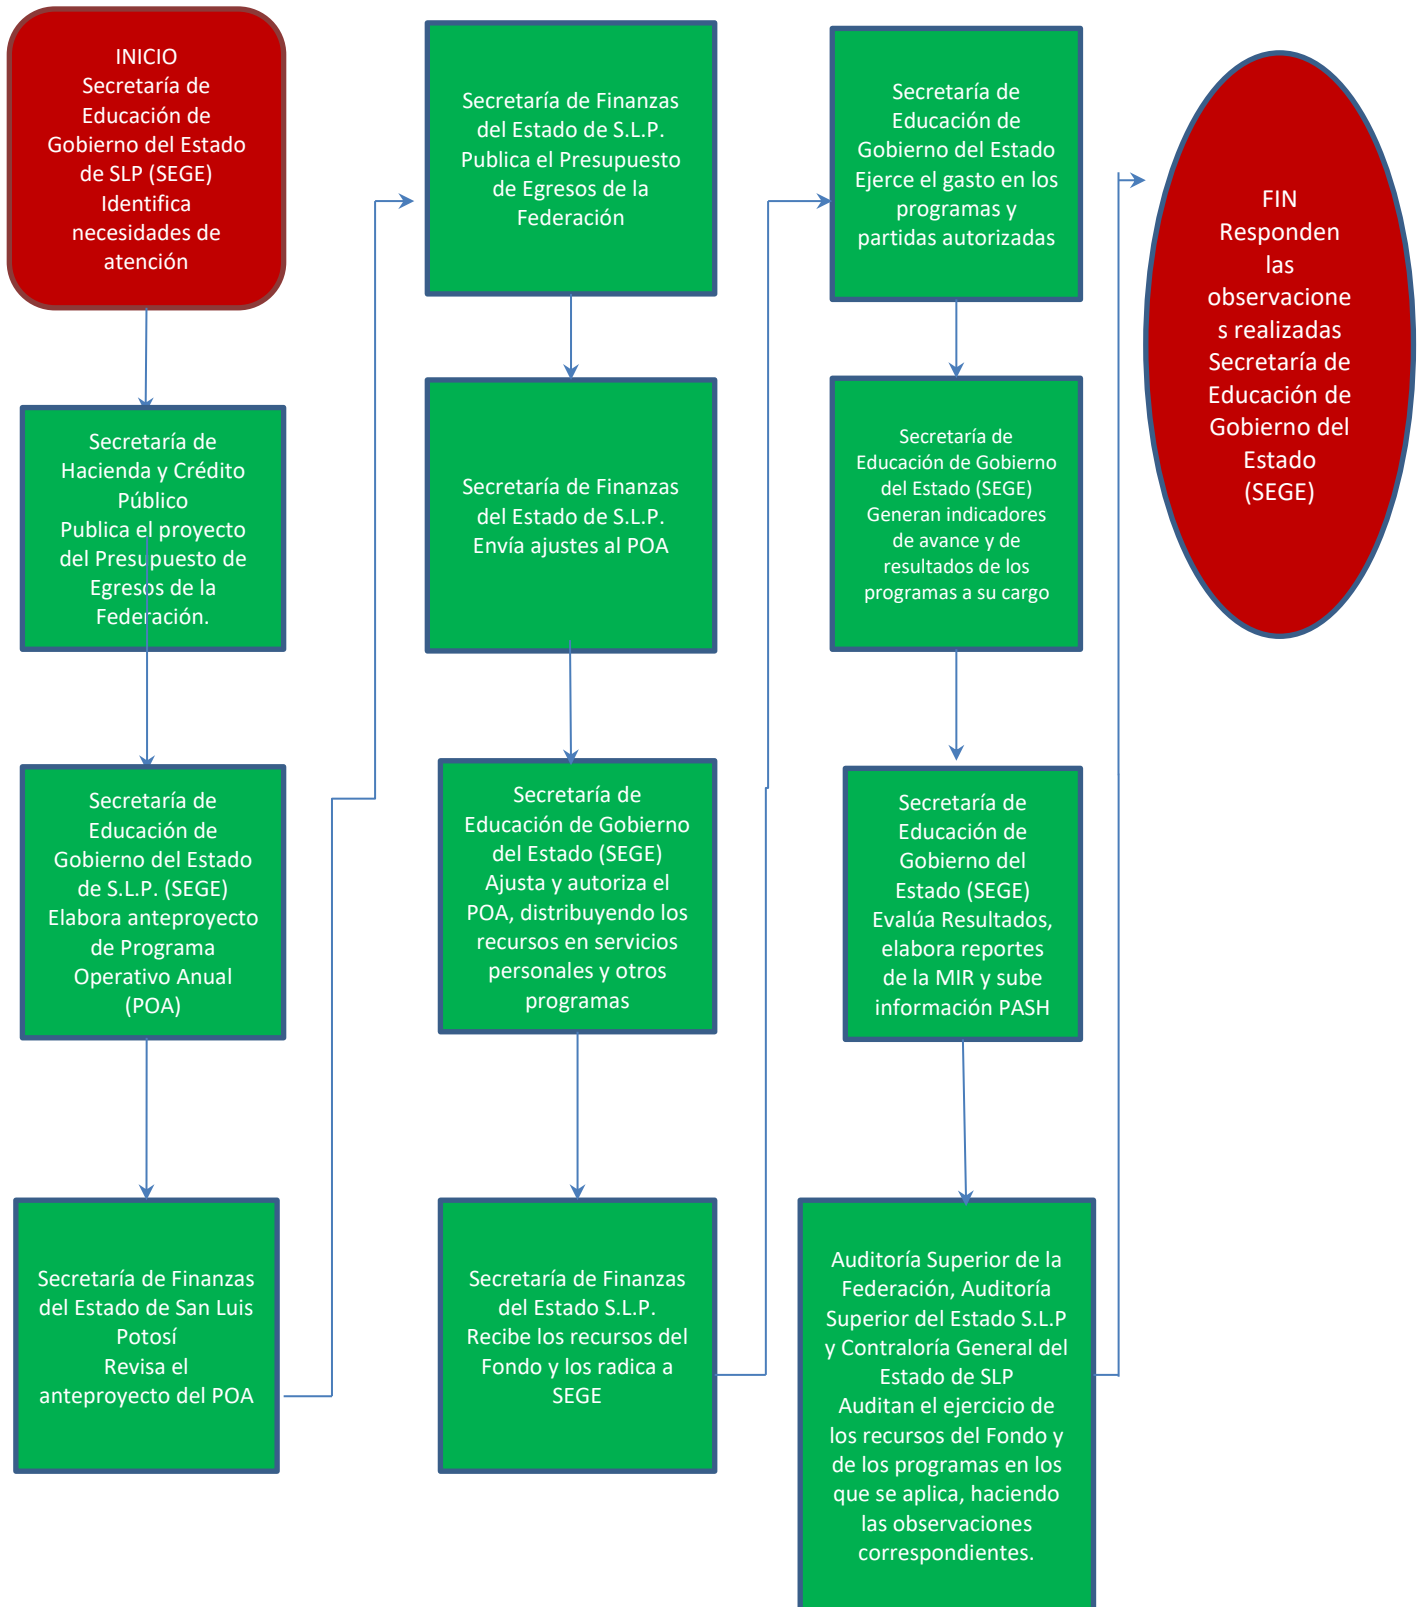 INICIO
Secretaría de
Educación de
Gobierno del Estado
de SLP (SEGE)
Identifica
necesidades de
atención
Secretaría de
Hacienda y Crédito
Público
Publica el proyecto
del Presupuesto de
Egresos de la
Federación.
Secretaría de
Educación de
Gobierno del Estado
de S.L.P. (SEGE)
Elabora anteproyecto
de Programa
Operativo Anual
(POA)
Secretaría de Finanzas
del Estado de San Luis
Potosí
Revisa el
anteproyecto del POA
Secretaría de Finanzas
del Estado de S.L.P.
Publica el Presupuesto
de Egresos de la
Federación
Secretaría de Finanzas
del Estado de S.L.P.
Envía ajustes al POA
Secretaría de
Educación de Gobierno
del Estado (SEGE)
Ajusta y autoriza el
POA, distribuyendo los
recursos en servicios
personales y otros
programas
Secretaría de Finanzas
del Estado S.L.P.
Recibe los recursos del
Fondo y los radica a
SEGE
Secretaría de
Educación de
Gobierno del Estado
Ejerce el gasto en los
programas y
partidas autorizadas
Secretaría de
Educación de Gobierno
del Estado (SEGE)
Generan indicadores
de avance y de
resultados de los
programas a su cargo
Secretaría de
Educación de
Gobierno del
Estado (SEGE)
Evalúa Resultados,
elabora reportes
de la MIR y sube
información PASH
Auditoría Superior de la
Federación, Auditoría
Superior del Estado S.L.P
y Contraloría General del
Estado de SLP
Auditan el ejercicio de
los recursos del Fondo y
de los programas en los
que se aplica, haciendo
las observaciones
correspondientes.
FIN
Responden
las
observacione
s realizadas
Secretaría de
Educación de
Gobierno del
Estado
(SEGE)